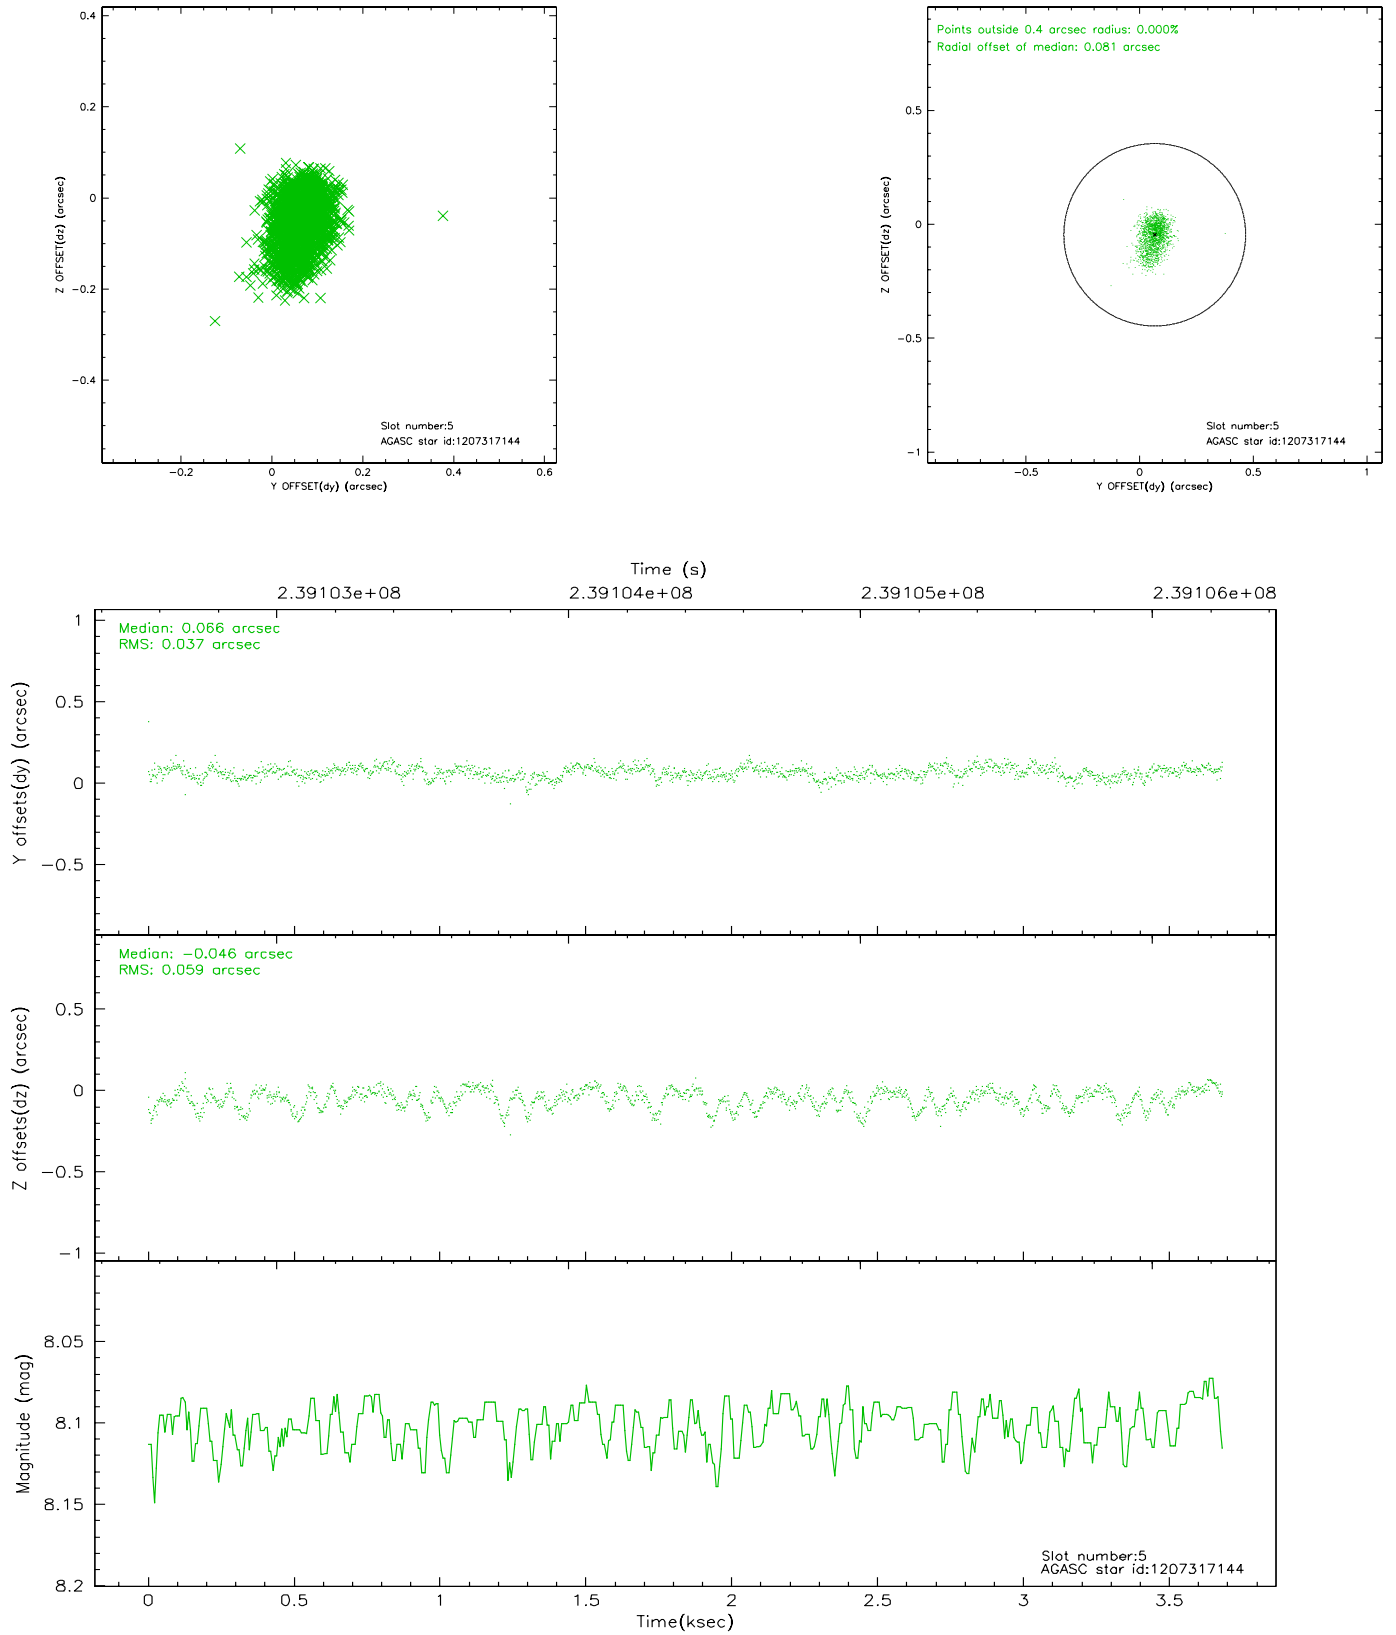 0.4
0.2
0
−0.2
−0.4
Z OFFSET(dz) (arcsec)
Slot number:5
AGASC star id:1207317144
−0.2 0 0.2 0.4 0.6
Y OFFSET(dy) (arcsec)
Points outside 0.4 arcsec radius: 0.000%
Radial offset of median: 0.081 arcsec
0.5
0
−0.5
−1
Z OFFSET(dz) (arcsec)
Slot number:5
AGASC star id:1207317144
−0.5 0 0.5 1
Y OFFSET(dy) (arcsec)
Time (s)
2.39103e+08 2.39104e+08 2.39105e+08 2.39106e+08
Median: 0.066 arcsec
RMS: 0.037 arcsec
1
0.5
0
−0.5
Y offsets(dy) (arcsec)
Median: −0.046 arcsec
RMS: 0.059 arcsec
0.5
0
−0.5
−1
Z offsets(dz) (arcsec)
8.05
8.1
8.15
8.2
Magnitude (mag)
Slot number:5
AGASC star id:1207317144
0 0.5 1 1.5 2 2.5 3 3.5
Time(ksec)